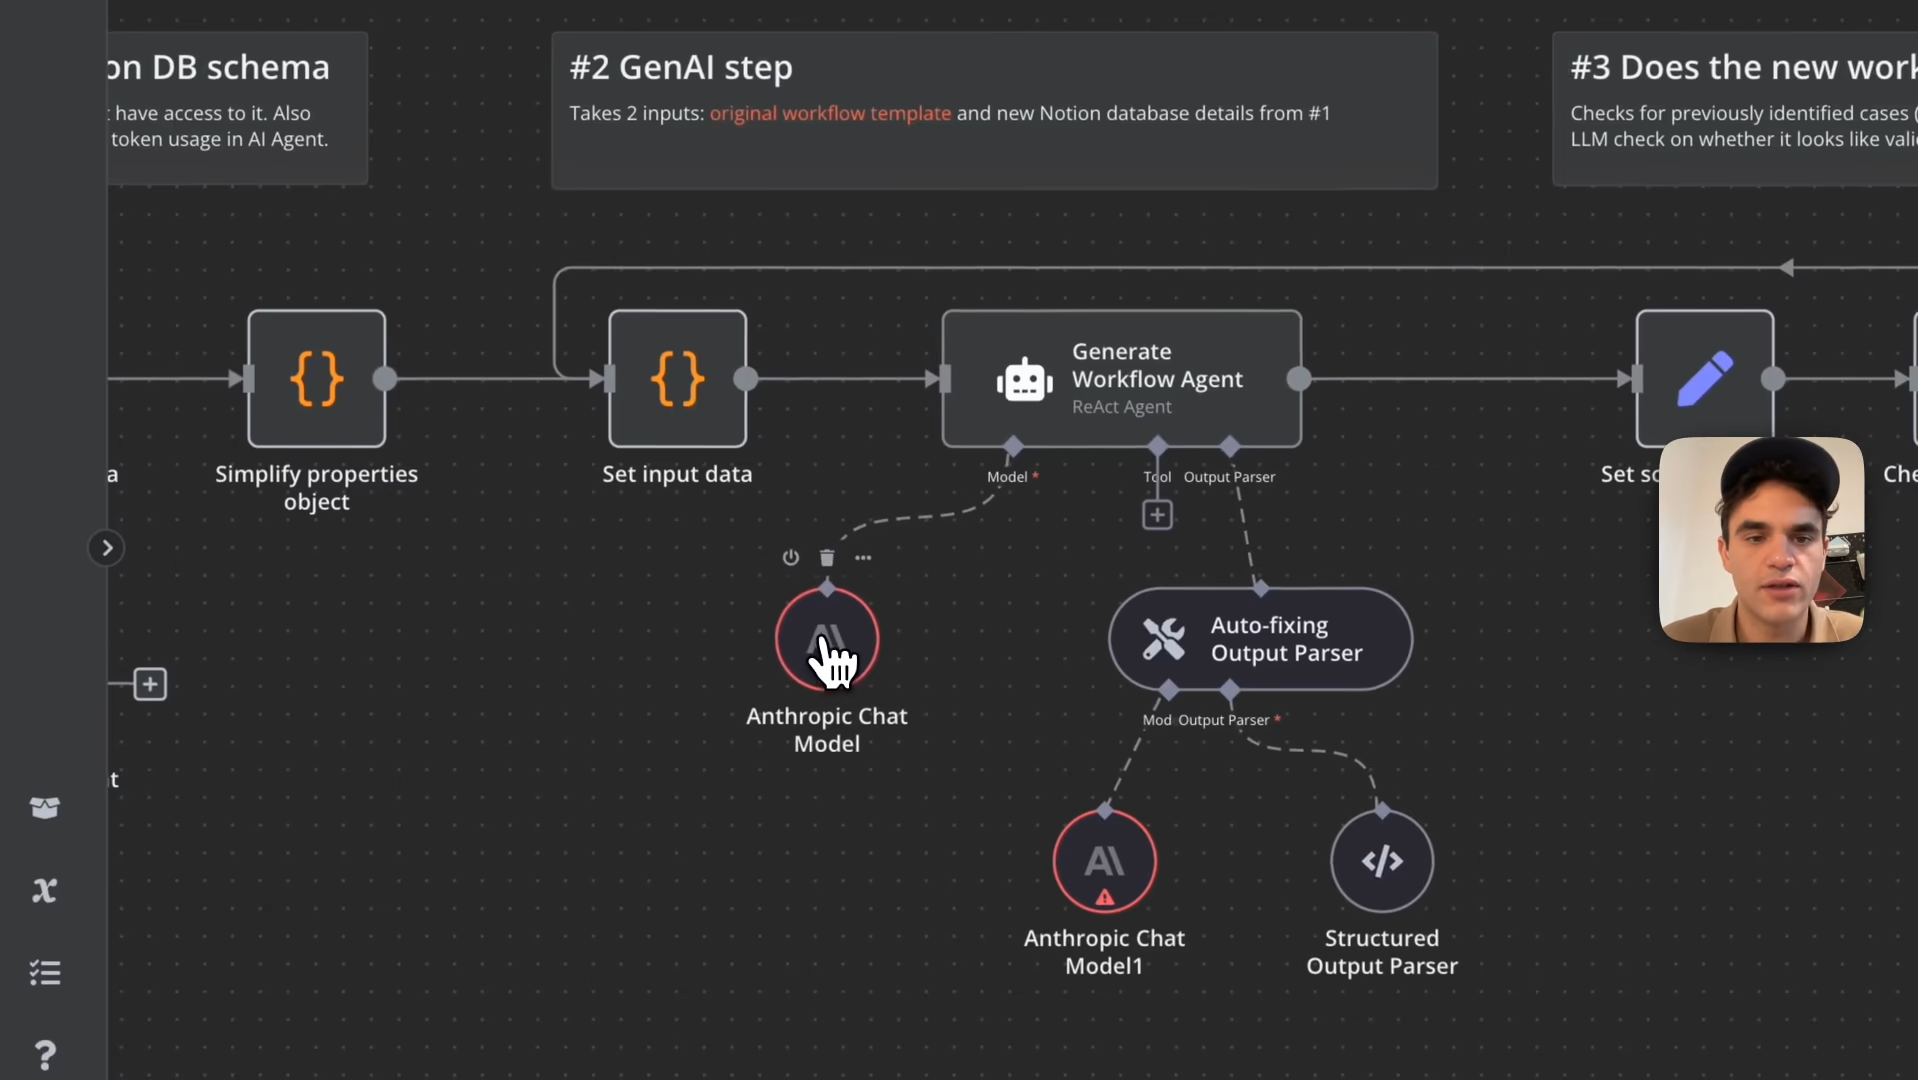 on DB schema
have access to it. Also
token usage in AI Agent.
#2 GenAI step
Takes 2 inputs: original workflow template and new Notion database details from #1
#3 Does the new work
Checks for previously identified cases (
LLM check on whether it looks like vali
Simplify properties
object
Set input data
Generate
Workflow Agent
ReAct Agent
Model *
Tool
Output Parser
Set sc
Che
Auto-fixing
Output Parser
Mod
Output Parser *
Anthropic Chat
Model
Anthropic Chat
Model1
Structured
Output Parser